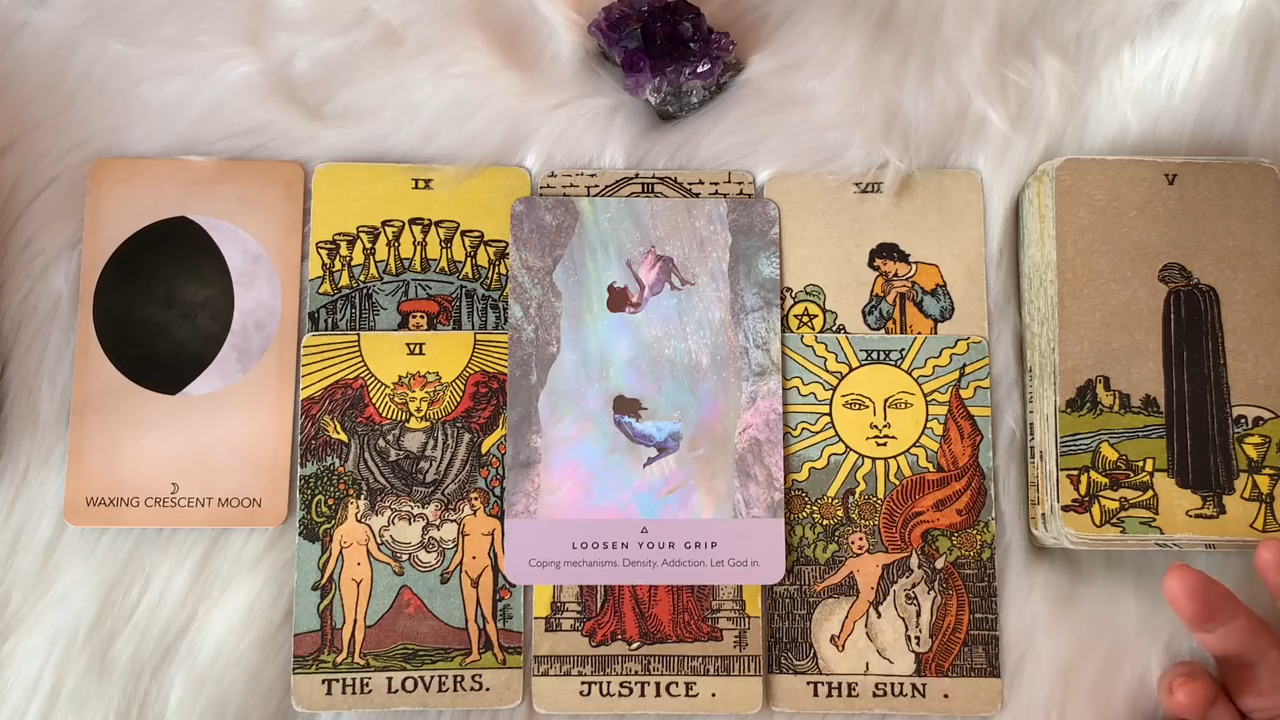 WAXING CRESCENT MOON
IX
VI
THE LOVERS.
III
LOOSEN YOUR GRIP
Coping mechanisms. Density. Addiction. Let God in.
JUSTICE .
VII
XIX
THE SUN .
V